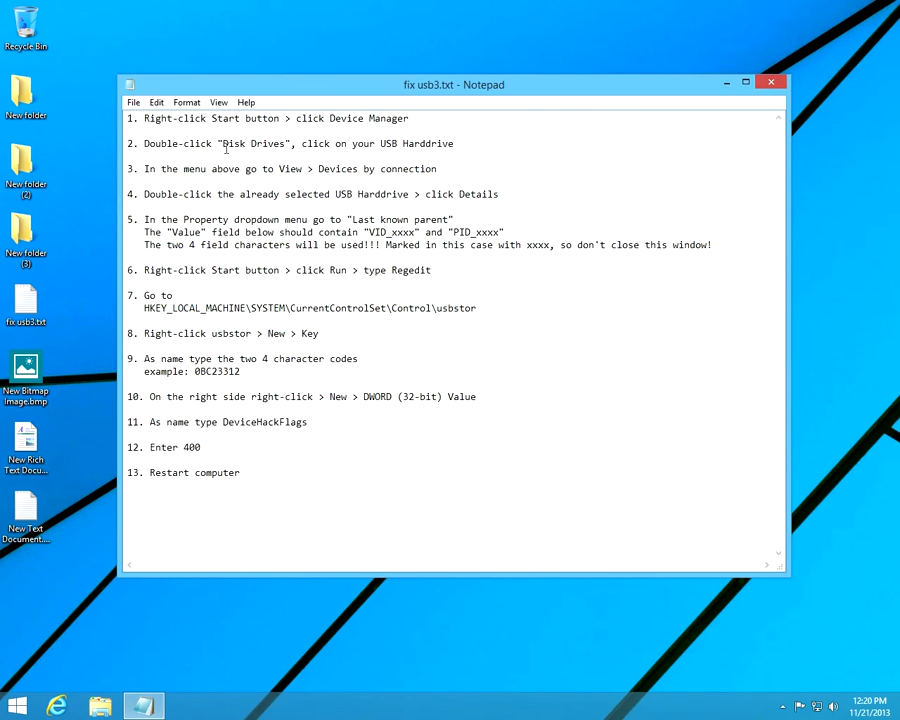 Recycle Bin
New folder
New folder
(2)
New folder
(3)
fix usb3.txt
New Bitmap
Image.bmp
New Rich
Text Docu...
New Text
Document....
fix usb3.txt - Notepad
File Edit Format View Help
1. Right-click Start button > click Device Manager
2. Double-click "Disk Drives", click on your USB Harddrive
3. In the menu above go to View > Devices by connection
4. Double-click the already selected USB Harddrive > click Details
5. In the Property dropdown menu go to "Last known parent"
The "Value" field below should contain "VID_xxxx" and "PID_xxxx"
The two 4 field characters will be used!!! Marked in this case with xxxx, so don't close this window!
6. Right-click Start button > click Run > type Regedit
7. Go to
HKEY_LOCAL_MACHINE\SYSTEM\CurrentControlSet\Control\usbstor
8. Right-click usbstor > New > Key
9. As name type the two 4 character codes
example: 0BC23312
10. On the right side right-click > New > DWORD (32-bit) Value
11. As name type DeviceHackFlags
12. Enter 400
13. Restart computer
12:20 PM
11/21/2013